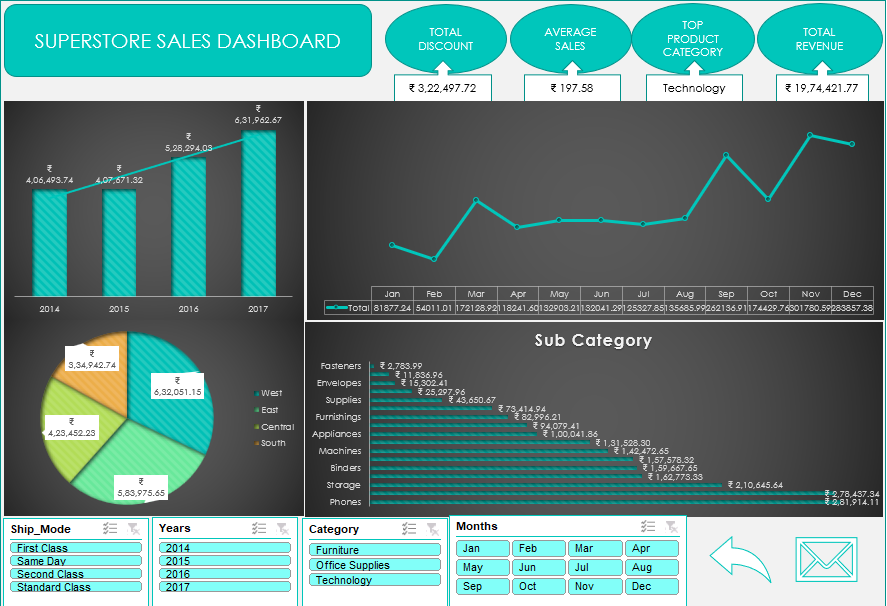 SUPERSTORE SALES DASHBOARD
TOTAL
DISCOUNT
₹ 3,22,497.72
AVERAGE
SALES
₹ 197.58
TOP
PRODUCT
CATEGORY
Technology
TOTAL
REVENUE
₹ 19,74,421.77
₹
4,06,493.74
₹
4,07,671.32
₹
5,28,294.03
₹
6,31,962.67
2014 2015 2016 2017
Jan Feb Mar Apr May Jun Jul Aug Sep Oct Nov Dec
Total 81877.24 54011.01 172128.92 118241.60 132903.21 132041.29 125327.85 135685.99 262136.91 174429.76 301780.59 283857.38
₹
3,34,942.74
₹
6,32,051.15
₹
4,23,452.23
₹
5,83,975.65
West
East
Central
South
Sub Category
Fasteners ₹ 2,783.99
₹ 11,836.96
Envelopes ₹ 15,302.41
₹ 25,297.96
Supplies ₹ 43,650.67
₹ 73,414.94
Furnishings ₹ 82,996.21
₹ 94,079.41
Appliances ₹ 1,00,041.86
₹ 1,31,528.30
Machines ₹ 1,42,472.65
₹ 1,57,578.32
Binders ₹ 1,59,667.65
₹ 1,62,773.33
Storage ₹ 2,10,645.64
₹ 2,78,437.34
Phones ₹ 2,81,914.11
Ship_Mode
First Class
Same Day
Second Class
Standard Class
Years
2014
2015
2016
2017
Category
Furniture
Office Supplies
Technology
Months
Jan Feb Mar Apr
May Jun Jul Aug
Sep Oct Nov Dec